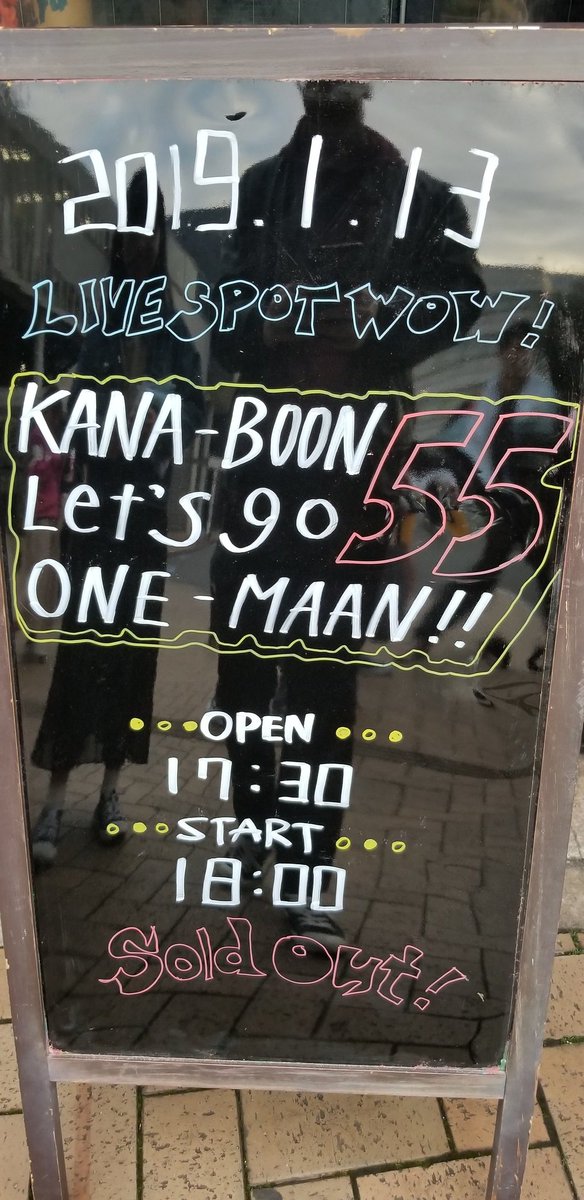 2019.1.13
LIVE SPOT WOW!
KANA-BOON
Let's go 55
ONE-MAAN!!
OPEN
17:30
START
18:00
Sold Out!